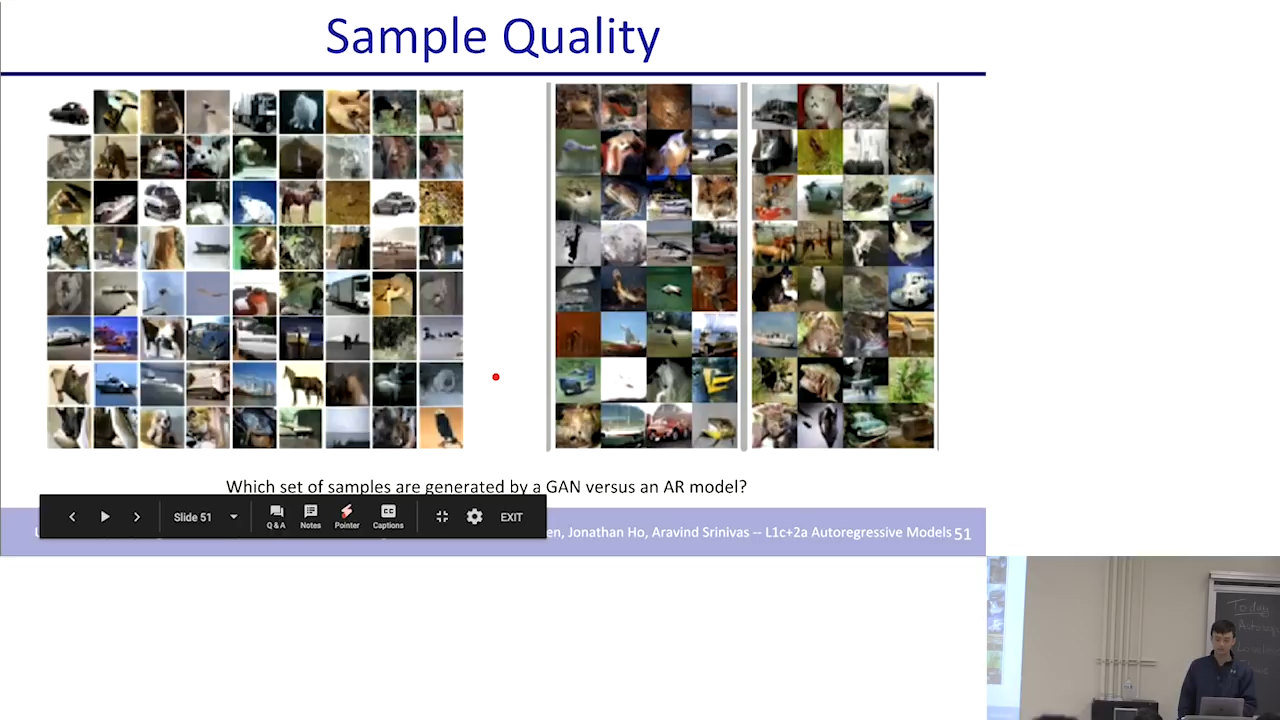 Sample Quality
Which set of samples are generated by a GAN versus an AR model?
Slide 51
Q & A
Notes
Pointer
Captions
EXIT
en, Jonathan Ho, Aravind Srinivas -- L1c+2a Autoregressive Models 51
Today